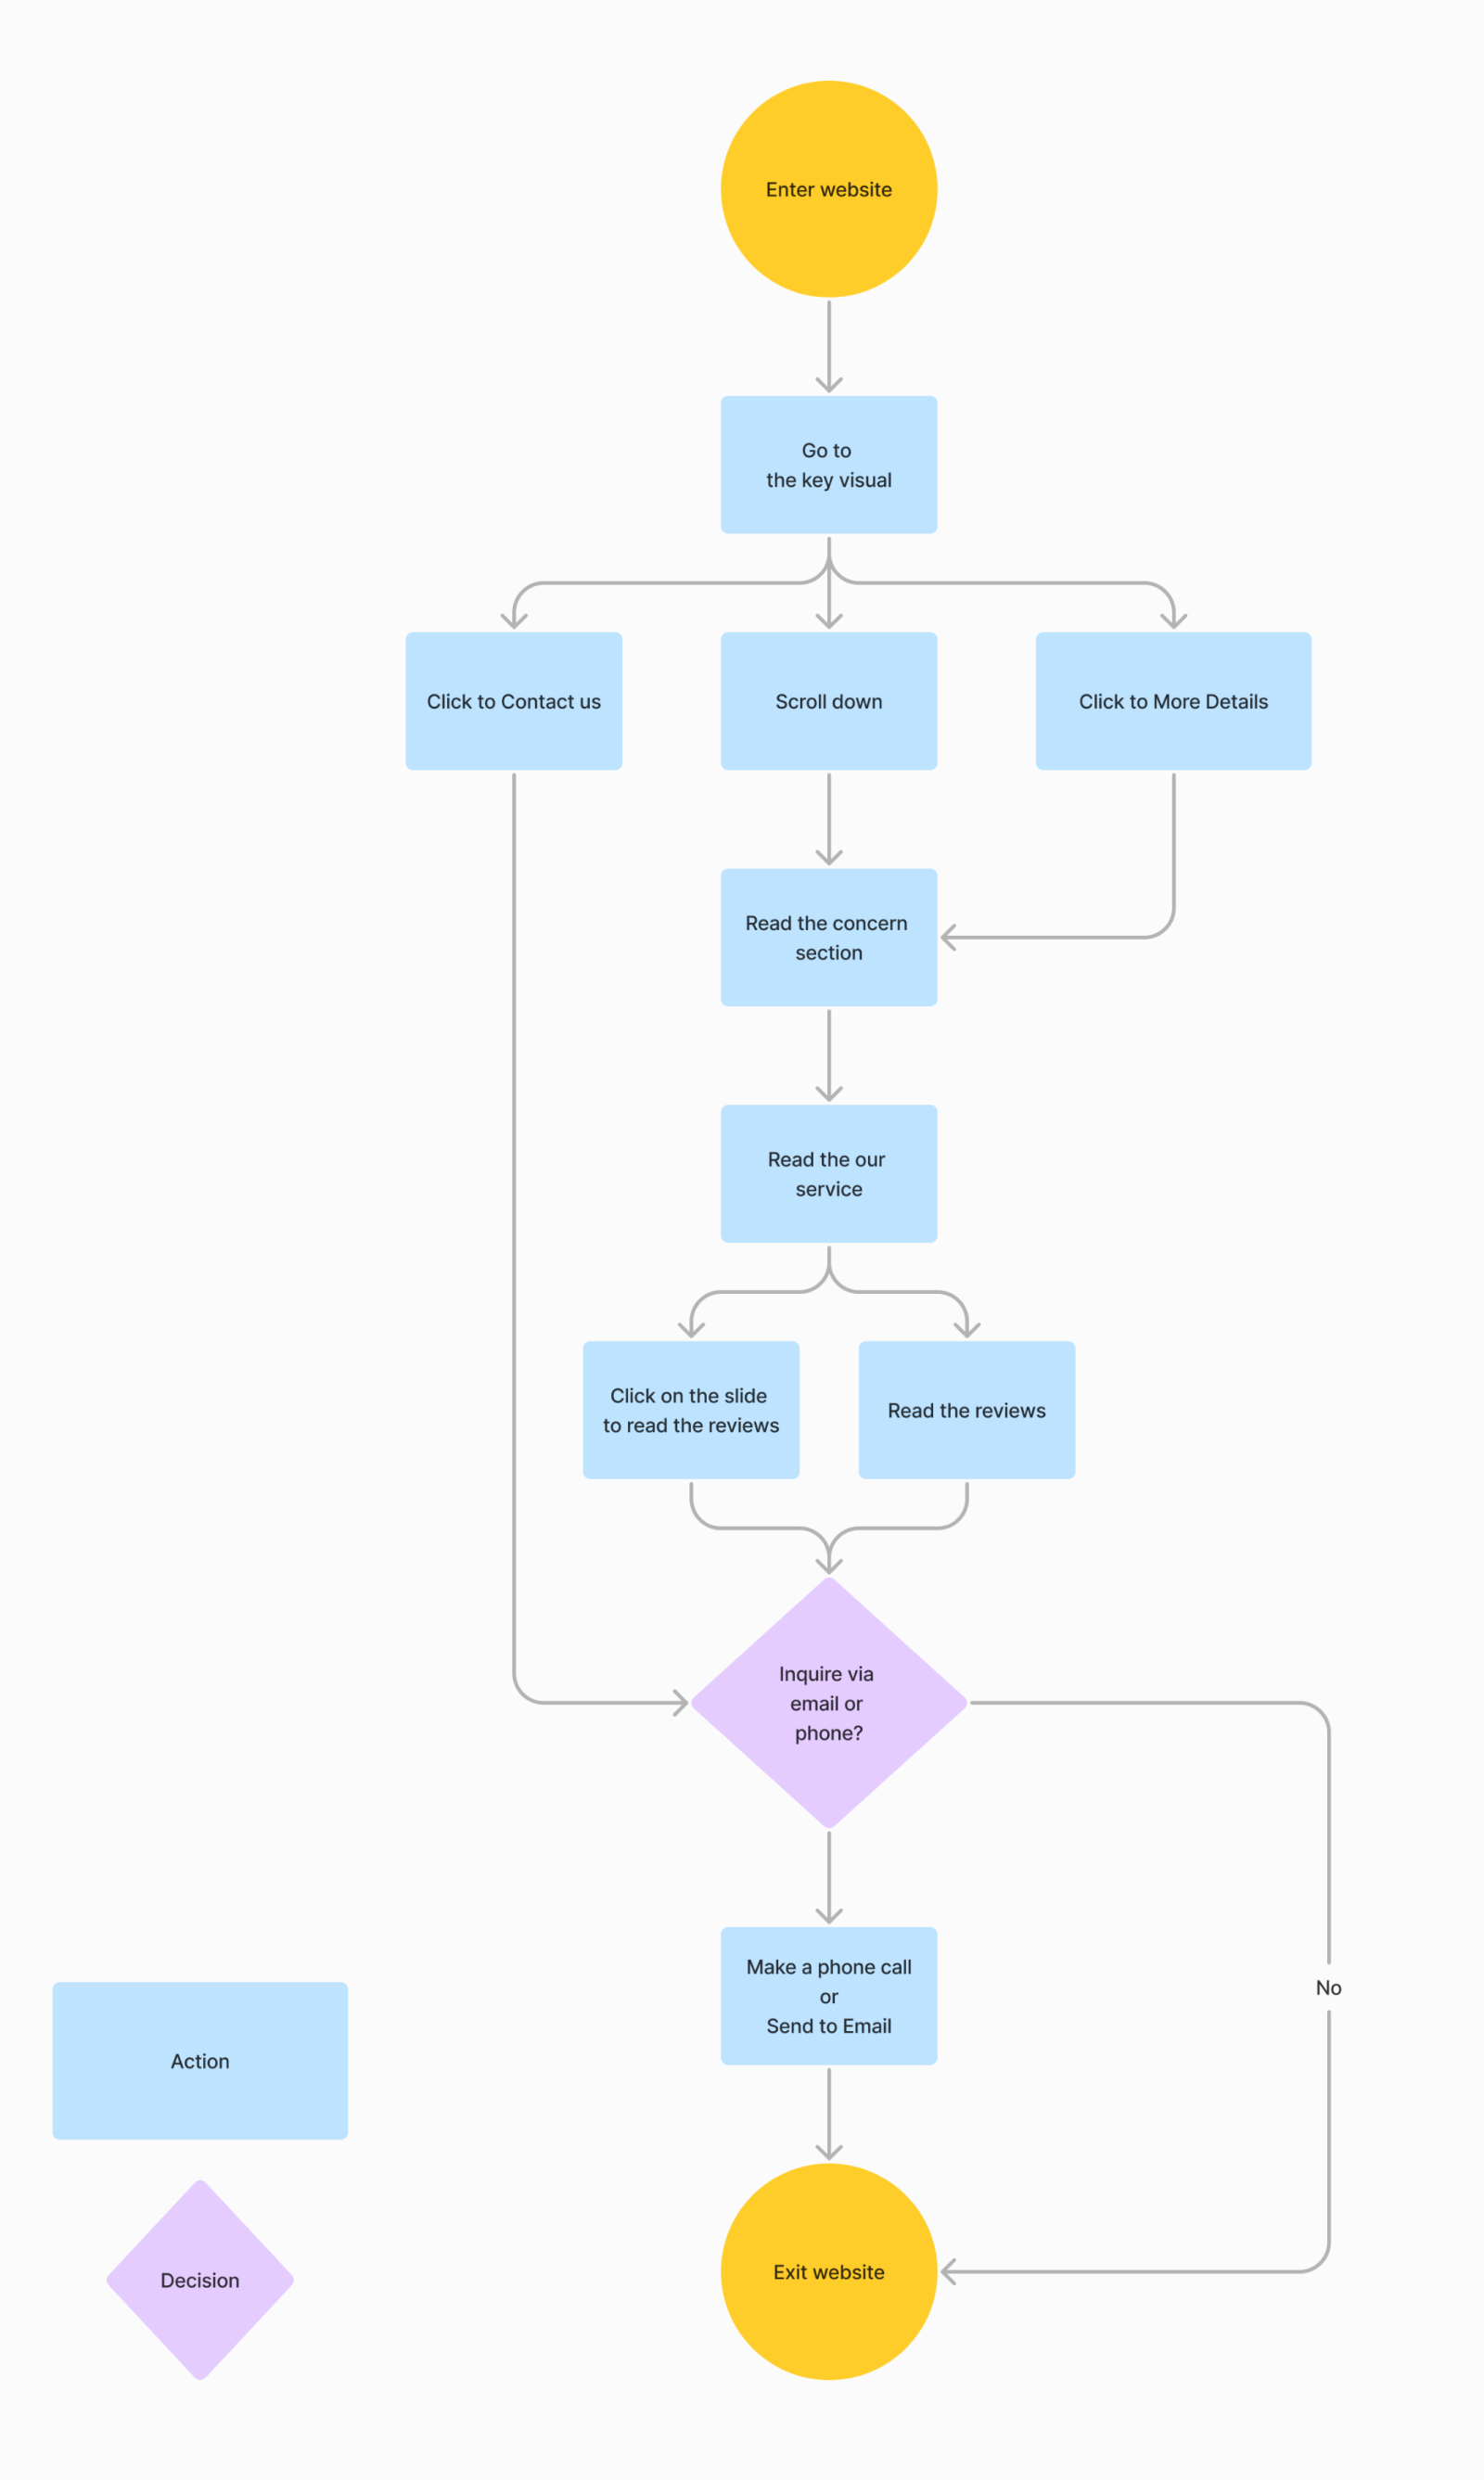 Enter website
Go to
the key visual
Click to Contact us
Scroll down
Click to More Details
Read the concern
section
Read the our
service
Click on the slide
to read the reviews
Read the reviews
Inquire via
email or
phone?
Make a phone call
or
Send to Email
No
Exit website
Action
Decision